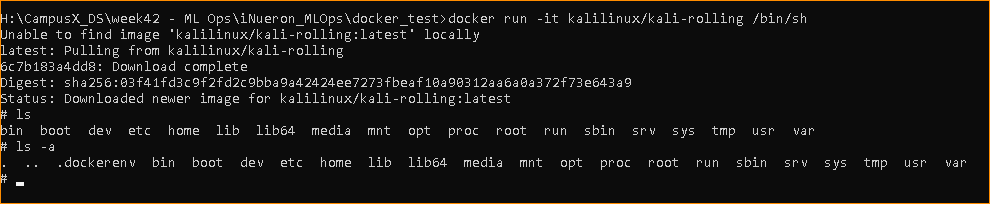 H:\CampusX_DS\week42 - ML Ops\iNueron_MLOps\docker_test>docker run -it kalilinux/kali-rolling /bin/sh
Unable to find image 'kalilinux/kali-rolling:latest' locally
latest: Pulling from kalilinux/kali-rolling
6c7b183a4dd8: Download complete
Digest: sha256:03f41fd3c9f2fd2c9bba9a42424ee7273fbeaf10a90312aa6a0a372f73e643a9
Status: Downloaded newer image for kalilinux/kali-rolling:latest
# ls
bin  boot  dev  etc  home  lib  lib64  media  mnt  opt  proc  root  run  sbin  srv  sys  tmp  usr  var
# ls -a
.  ..  .dockerenv  bin  boot  dev  etc  home  lib  lib64  media  mnt  opt  proc  root  run  sbin  srv  sys  tmp  usr  var
#